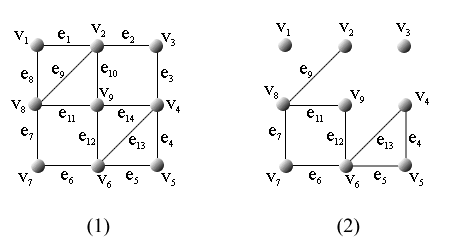 v₁ e₁ v₂ e₂ v₃ v₁ v₂ v₃
e₈ e₉ e₁₀ e₃ e₉
v₈ v₉ v₄ v₈ v₉ v₄
e₁₁ e₁₄ e₁₁
e₇ e₁₂ e₁₃ e₄ e₇ e₁₂ e₁₃ e₄
v₇ e₆ v₆ e₅ v₅ v₇ e₆ v₆ e₅ v₅
(1) (2)